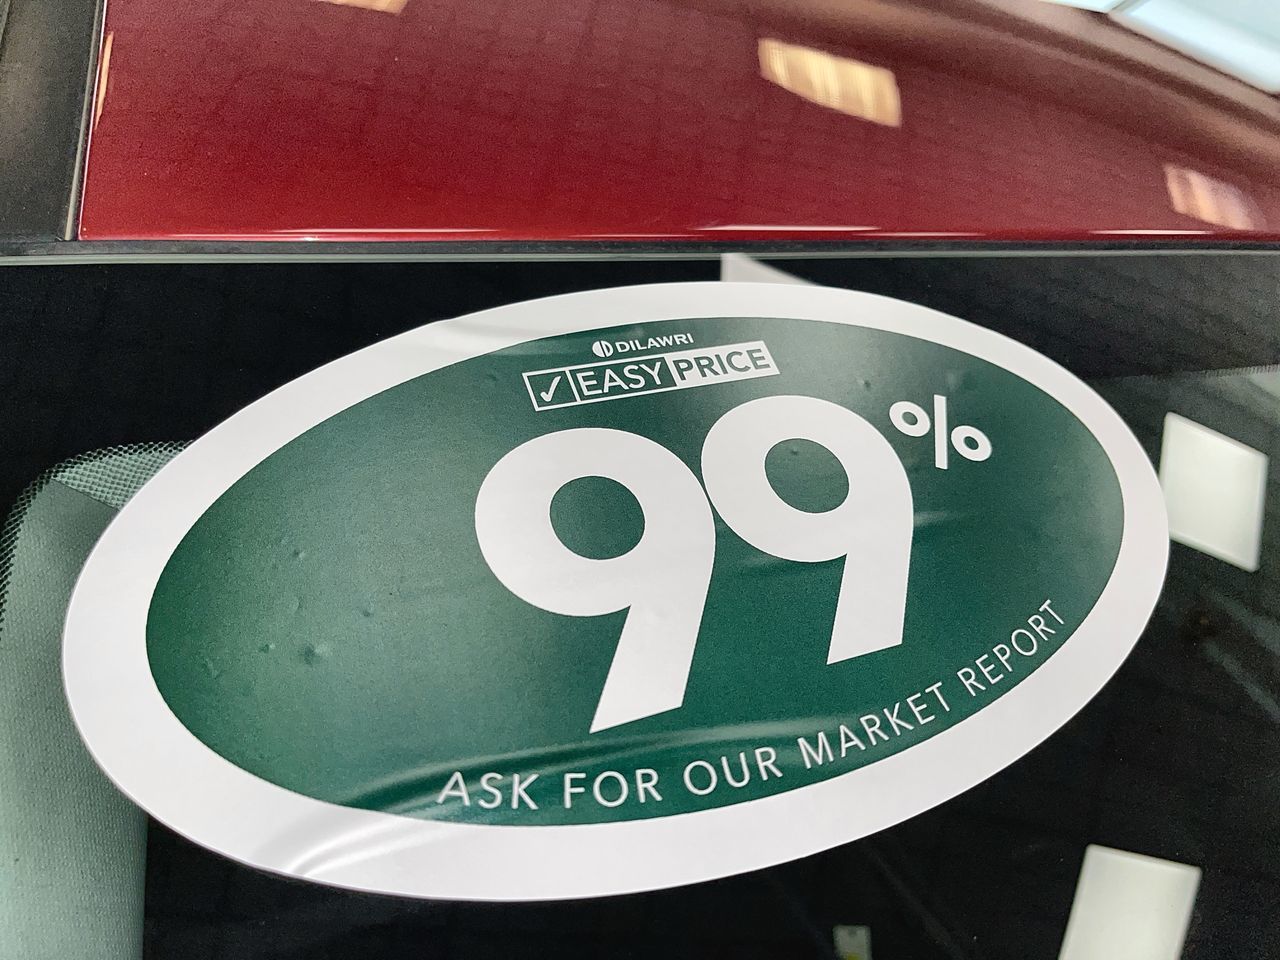 DILAWRI
✓ EASY PRICE
99%
ASK FOR OUR MARKET REPORT